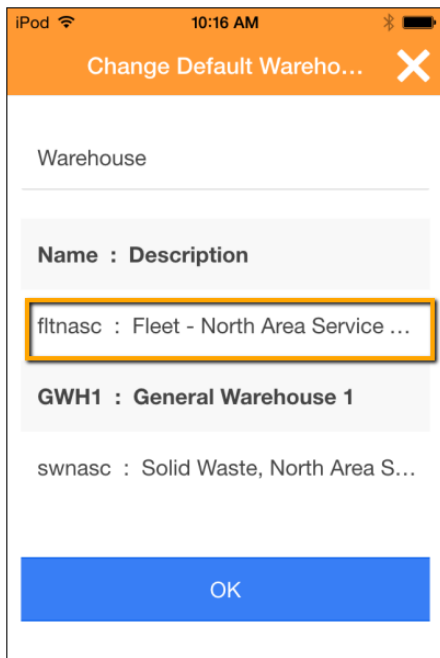 iPod 10:16 AM
Change Default Wareho...
Warehouse
Name : Description
fltnasc : Fleet - North Area Service ...
GWH1 : General Warehouse 1
swnasc : Solid Waste, North Area S...
OK